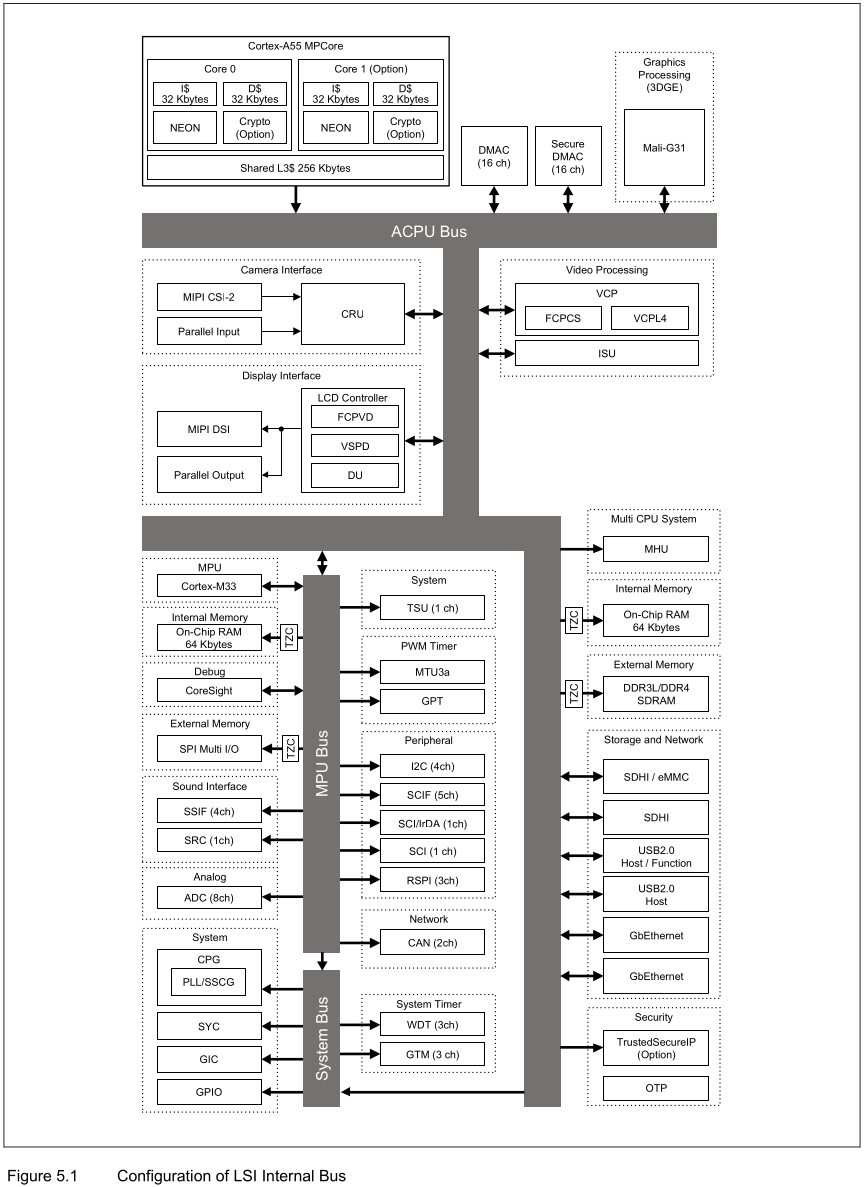 Cortex-A55 MPCore
Core 0
I$
32 Kbytes
D$
32 Kbytes
NEON
Crypto
(Option)
Core 1 (Option)
I$
32 Kbytes
D$
32 Kbytes
NEON
Crypto
(Option)
Shared L3$ 256 Kbytes
DMAC
(16 ch)
Secure
DMAC
(16 ch)
Graphics
Processing
(3DGE)
Mali-G31
ACPU Bus
Camera Interface
MIPI CSI-2
Parallel Input
CRU
Video Processing
VCP
FCPCS
VCPL4
ISU
Display Interface
LCD Controller
FCPVD
VSPD
DU
MIPI DSI
Parallel Output
MPU
Cortex-M33
Internal Memory
On-Chip RAM
64 Kbytes
TZC
Debug
CoreSight
External Memory
SPI Multi I/O
TZC
Sound Interface
SSIF (4ch)
SRC (1ch)
Analog
ADC (8ch)
System
CPG
PLL/SSCG
SYC
GIC
GPIO
MPU Bus
System Bus
System
TSU (1 ch)
PWM Timer
MTU3a
GPT
Peripheral
I2C (4ch)
SCIF (5ch)
SCI/IrDA (1ch)
SCI (1 ch)
RSPI (3ch)
Network
CAN (2ch)
System Timer
WDT (3ch)
GTM (3 ch)
Multi CPU System
MHU
Internal Memory
TZC
On-Chip RAM
64 Kbytes
External Memory
TZC
DDR3L/DDR4
SDRAM
Storage and Network
SDHI / eMMC
SDHI
USB2.0
Host / Function
USB2.0
Host
GbEthernet
GbEthernet
Security
TrustedSecureIP
(Option)
OTP
Figure 5.1 Configuration of LSI Internal Bus